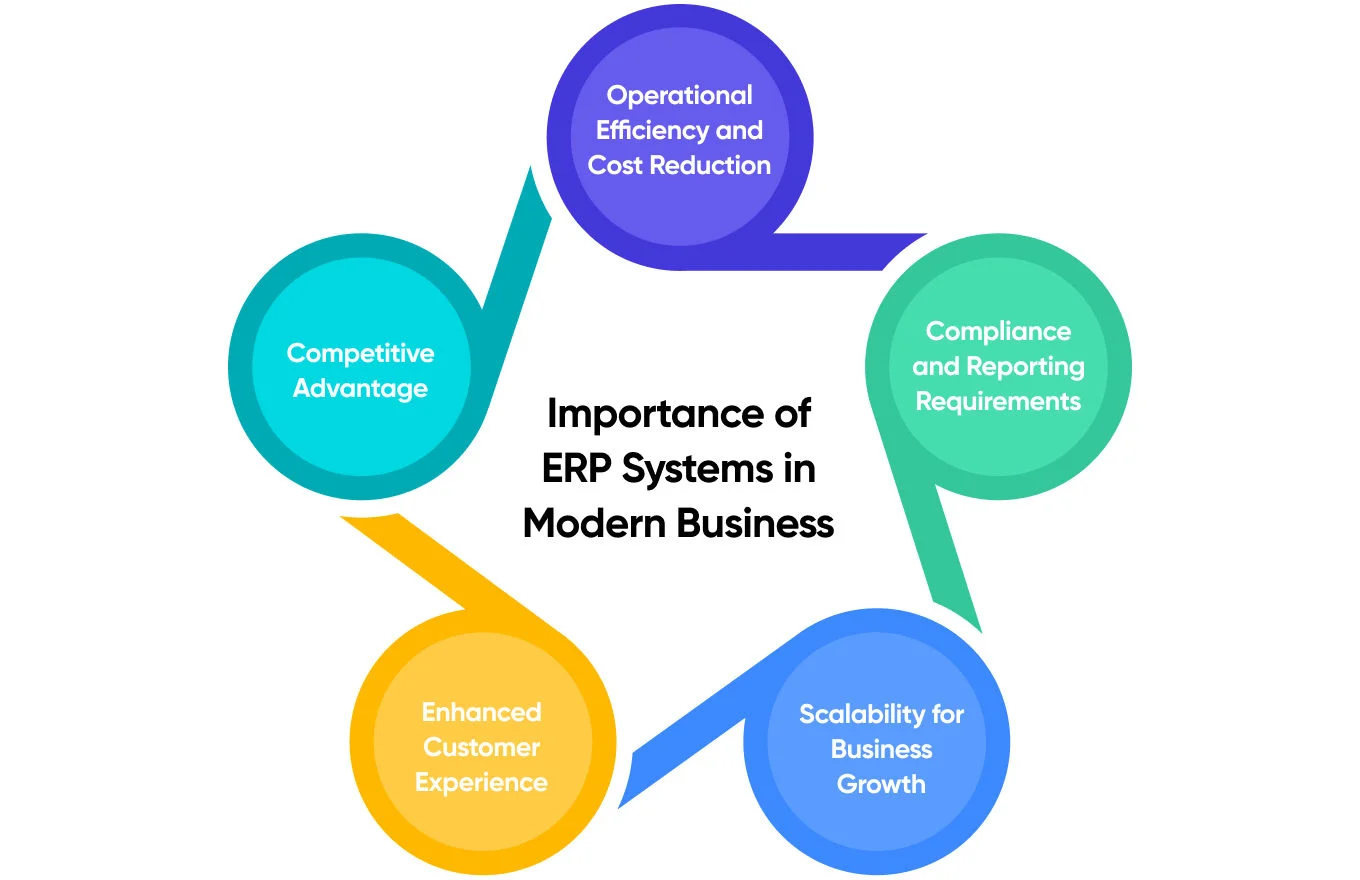 Operational
Efficiency and
Cost Reduction
Compliance
and Reporting
Requirements
Competitive
Advantage
Importance of
ERP Systems in
Modern Business
Enhanced
Customer
Experience
Scalability for
Business
Growth